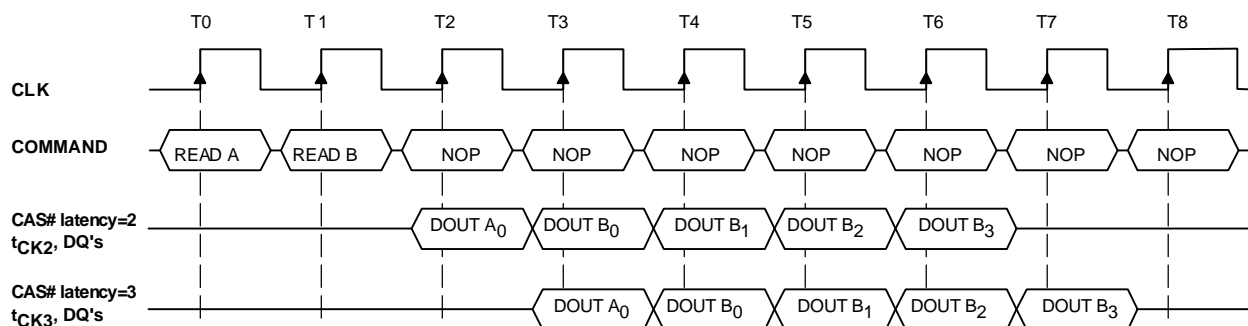 T0 T1 T2 T3 T4 T5 T6 T7 T8
CLK
COMMAND READ A READ B NOP NOP NOP NOP NOP NOP NOP
CAS# latency=2
tCK2, DQ's DOUT A0 DOUT B0 DOUT B1 DOUT B2 DOUT B3
CAS# latency=3
tCK3, DQ's DOUT A0 DOUT B0 DOUT B1 DOUT B2 DOUT B3